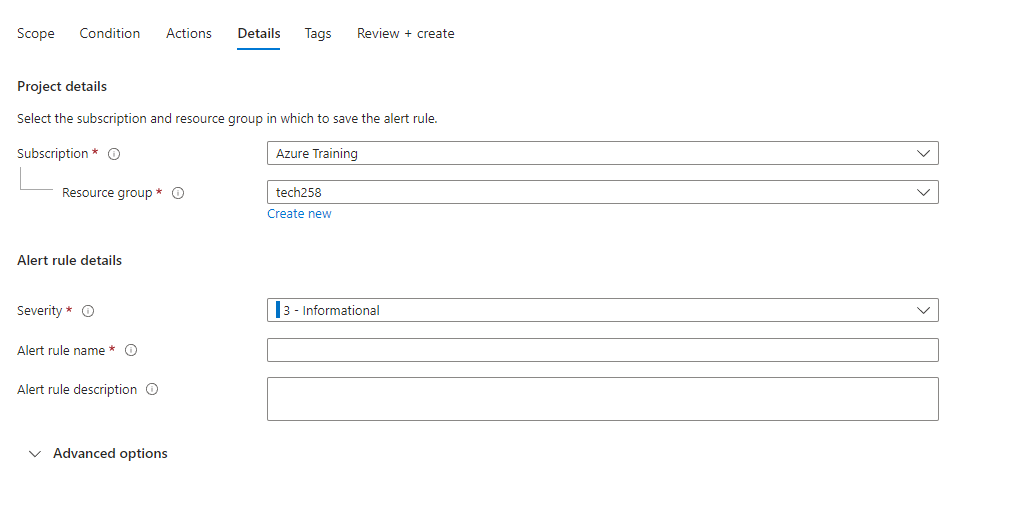 Scope Condition Actions Details Tags Review + create
Project details
Select the subscription and resource group in which to save the alert rule.
Subscription * Azure Training
Resource group * tech258
Create new
Alert rule details
Severity * 3 - Informational
Alert rule name *
Alert rule description
Advanced options